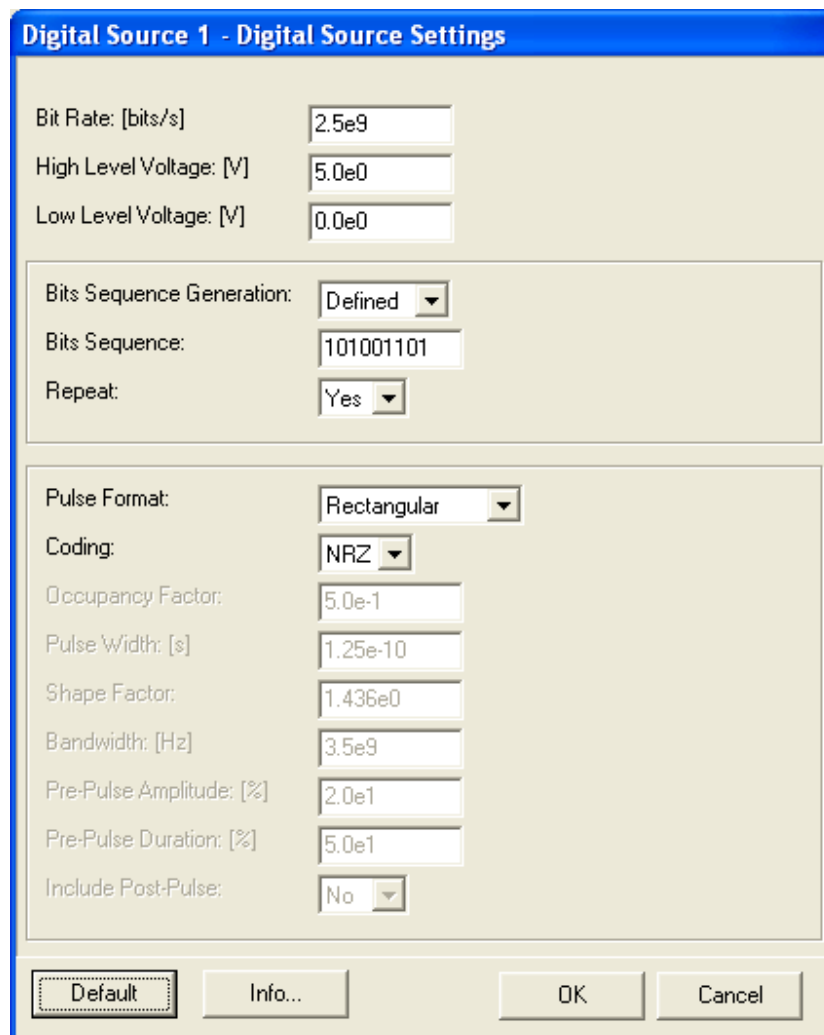 Digital Source 1 - Digital Source Settings
Bit Rate: [bits/s] 2.5e9
High Level Voltage: [V] 5.0e0
Low Level Voltage: [V] 0.0e0
Bits Sequence Generation: Defined
Bits Sequence: 101001101
Repeat: Yes
Pulse Format: Rectangular
Coding: NRZ
Occupancy Factor: 5.0e-1
Pulse Width: [s] 1.25e-10
Shape Factor: 1.436e0
Bandwidth: [Hz] 3.5e9
Pre-Pulse Amplitude: [%] 2.0e1
Pre-Pulse Duration: [%] 5.0e1
Include Post-Pulse: No
Default Info... OK Cancel